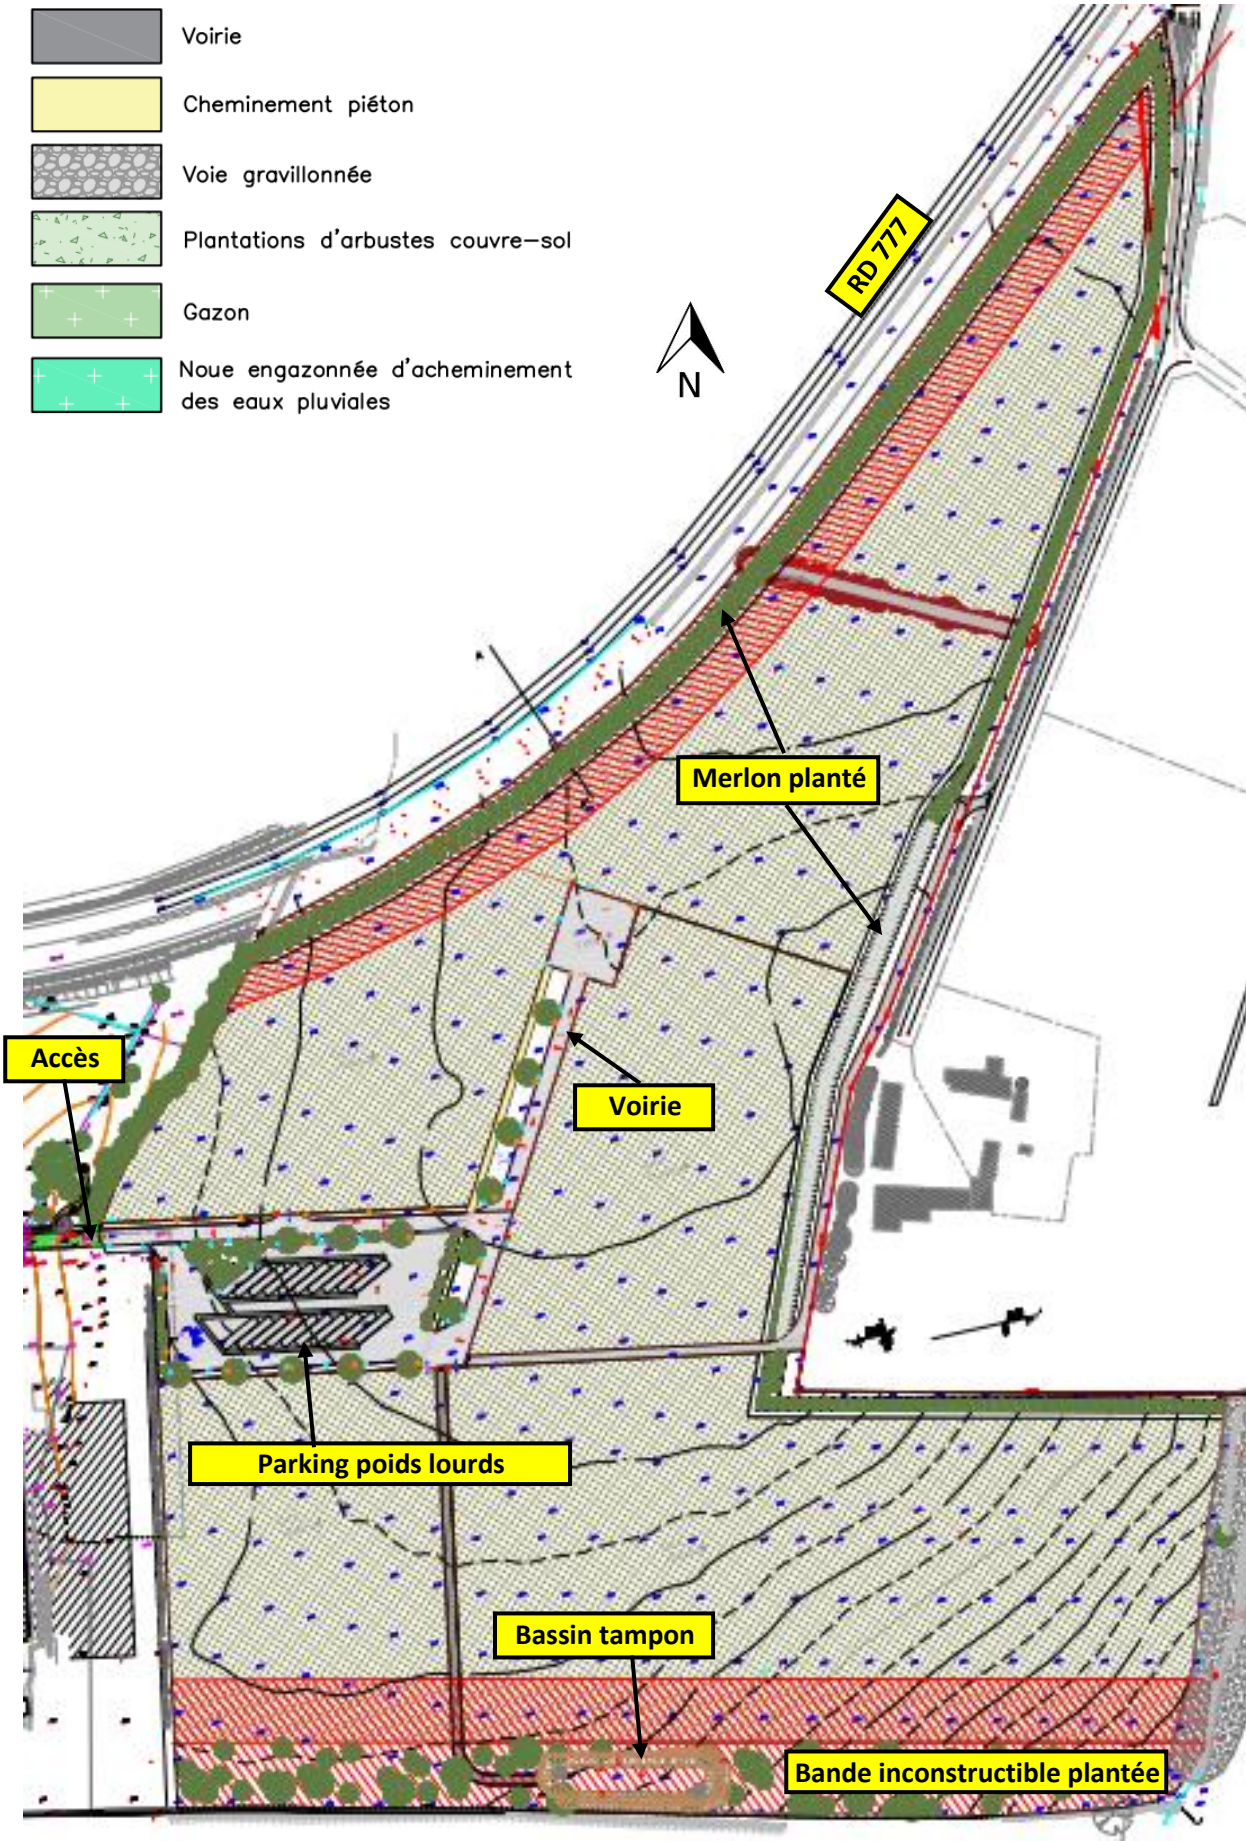 Voirie
Cheminement piéton
Voie gravillonnée
Plantations d'arbustes couvre-sol
Gazon
Noue engazonnée d'acheminement
des eaux pluviales
RD 777
N
Merlon planté
Accès
Voirie
Parking poids lourds
Bassin tampon
Bande inconstructible plantée